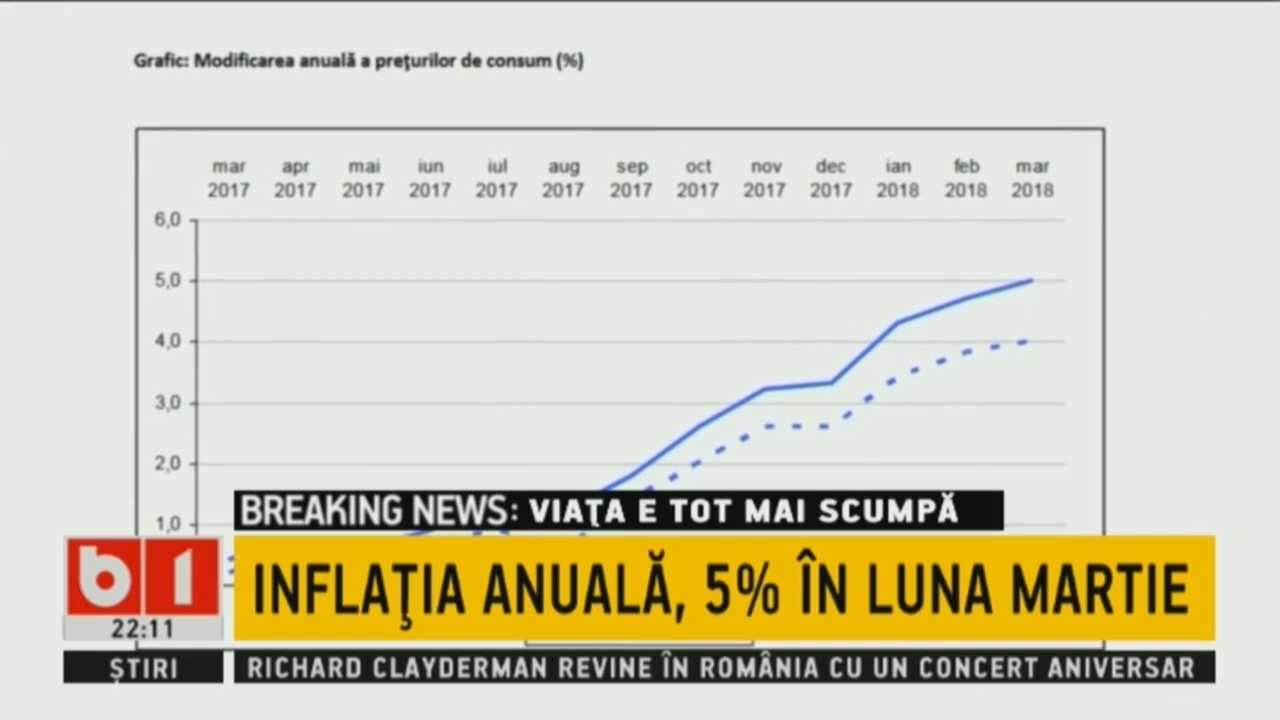 Grafic: Modificarea anuală a preţurilor de consum (%)
mar apr mai iun iul aug sep oct nov dec ian feb mar
2017 2017 2017 2017 2017 2017 2017 2017 2017 2017 2018 2018 2018
6,0
5,0
4,0
3,0
2,0
1,0
BREAKING NEWS: VIAŢA E TOT MAI SCUMPĂ
b1
INFLAŢIA ANUALĂ, 5% ÎN LUNA MARTIE
22:11
ŞTIRI
RICHARD CLAYDERMAN REVINE ÎN ROMÂNIA CU UN CONCERT ANIVERSAR